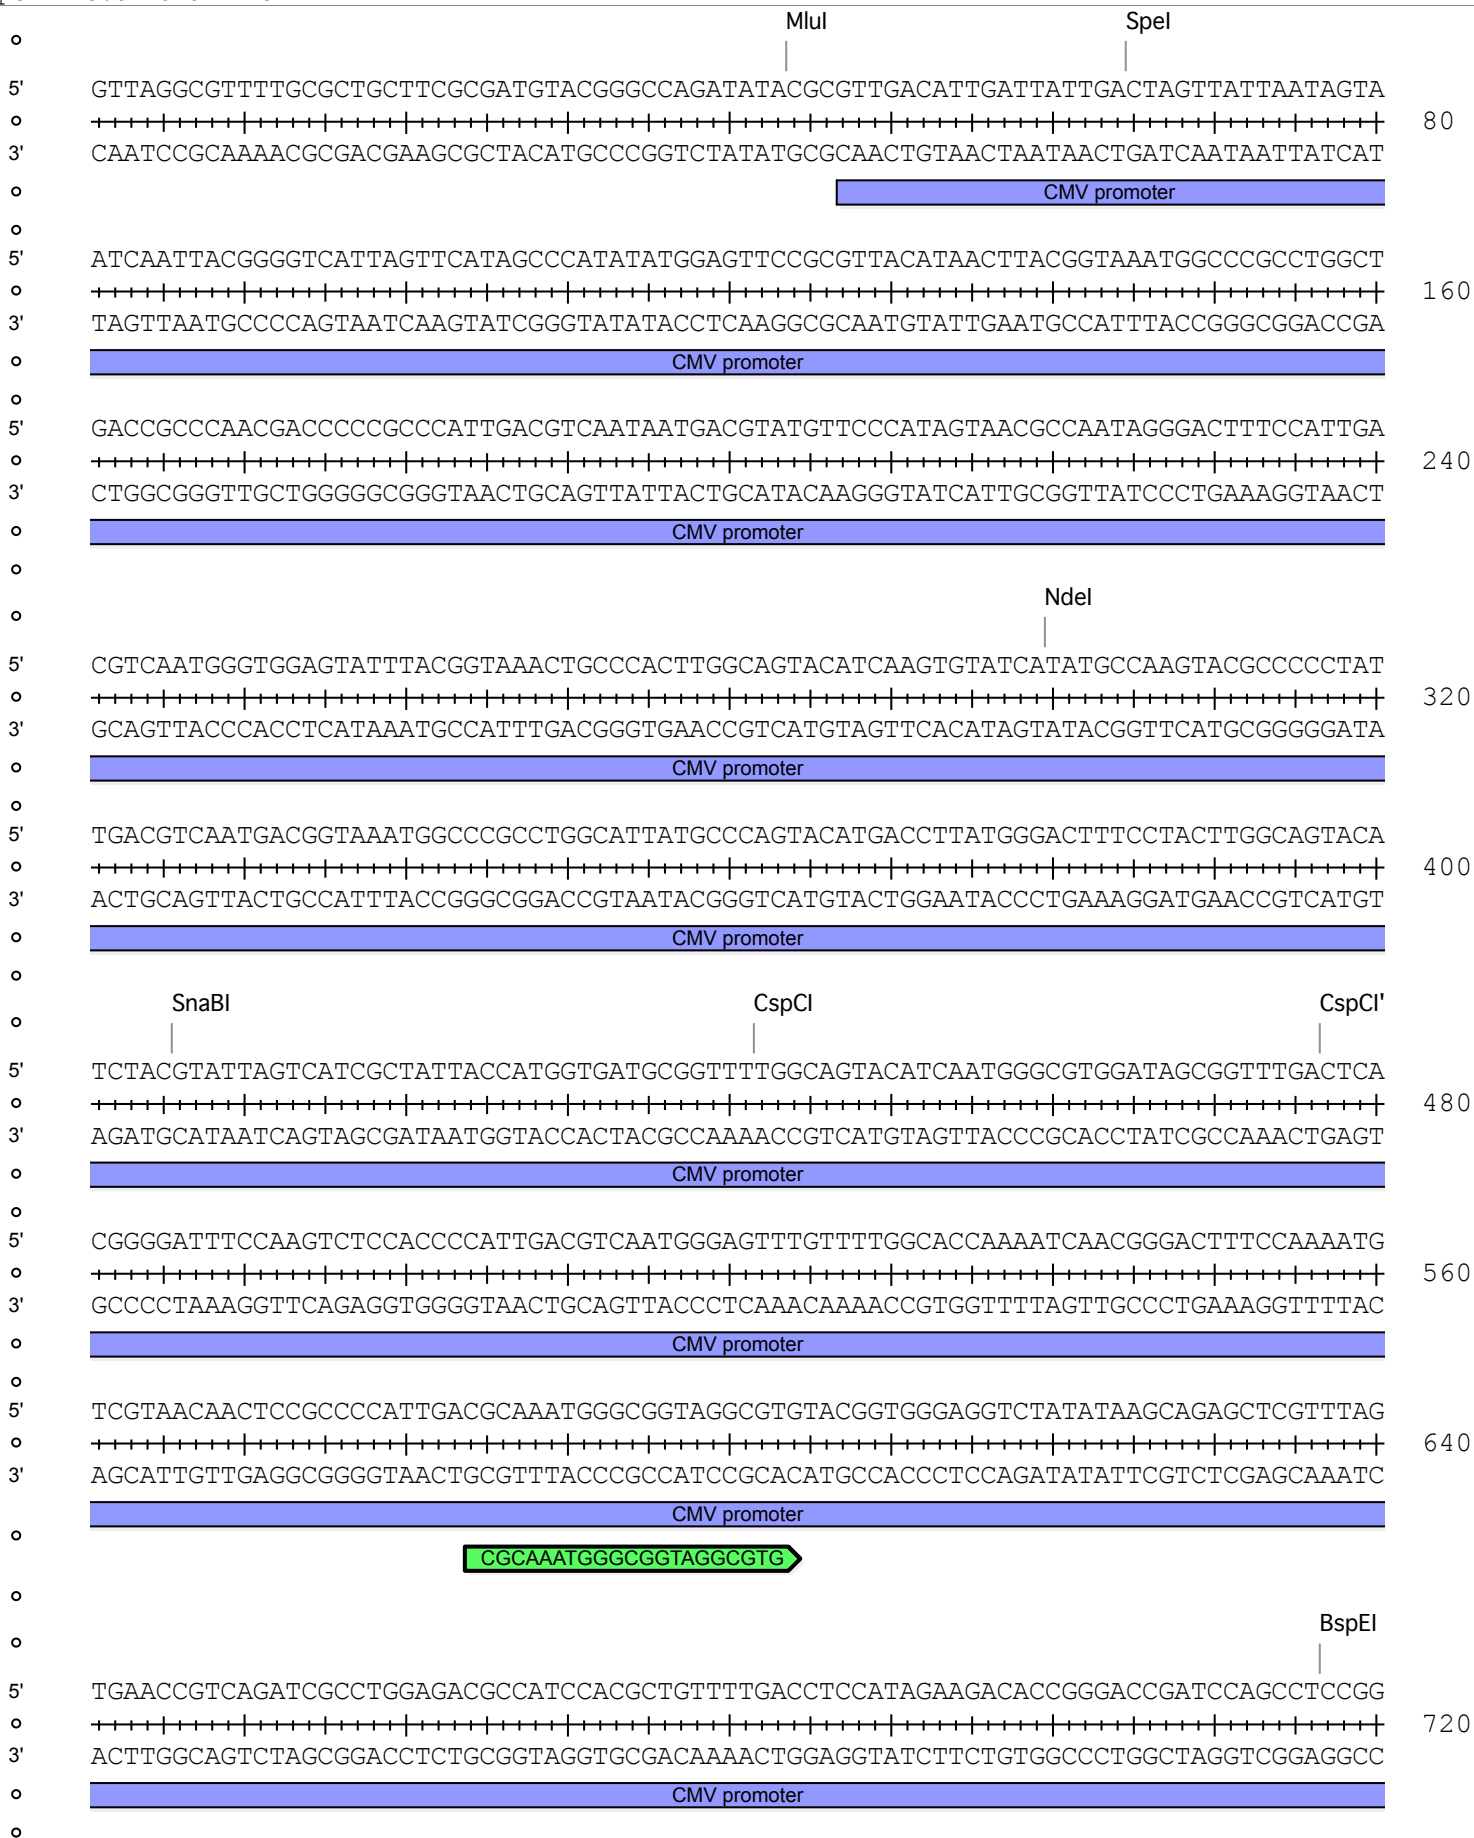 MluI SpeI
5' GTTAGGCGTTTTGCGCTGCTTCGCGATGTACGGGCCAGATATACGCGTTGACATTGATTATTGACTAGTTATTAATAGTA
80
3' CAATCCGCAAAACGCGACGAAGCGCTACATGCCCGGTCTATATGCGCAACTGTAACTAATAACTGATCAATAATTATCAT
CMV promoter
5' ATCAATTACGGGGTCATTAGTTCATAGCCCATATATGGAGTTCCGCGTTACATAACTTACGGTAAATGGCCCGCCTGGCT
160
3' TAGTTAATGCCCCAGTAATCAAGTATCGGGTATATACCTCAAGGCGCAATGTATTGAATGCCATTTACCGGGCGGACCGA
CMV promoter
5' GACCGCCCAACGACCCCCGCCCATTGACGTCAATAATGACGTATGTTCCCATAGTAACGCCAATAGGGACTTTCCATTGA
240
3' CTGGCGGGTTGCTGGGGGCGGGTAACTGCAGTTATTACTGCATACAAGGGTATCATTGCGGTTATCCCTGAAAGGTAACT
CMV promoter
NdeI
5' CGTCAATGGGTGGAGTATTTACGGTAAACTGCCCACTTGGCAGTACATCAAGTGTATCATATGCCAAGTACGCCCCCTAT
320
3' GCAGTTACCCACCTCATAAATGCCATTTGACGGGTGAACCGTCATGTAGTTCACATAGTATACGGTTCATGCGGGGGATA
CMV promoter
5' TGACGTCAATGACGGTAAATGGCCCGCCTGGCATTATGCCCAGTACATGACCTTATGGGACTTTCCTACTTGGCAGTACA
400
3' ACTGCAGTTACTGCCATTTACCGGGCGGACCGTAATACGGGTCATGTACTGGAATACCCTGAAAGGATGAACCGTCATGT
CMV promoter
SnaBI CspCI CspCI'
5' TCTACGTATTAGTCATCGCTATTACCATGGTGATGCGGTTTTGGCAGTACATCAATGGGCGTGGATAGCGGTTTGACTCA
480
3' AGATGCATAATCAGTAGCGATAATGGTACCACTACGCCAAAACCGTCATGTAGTTACCCGCACCTATCGCCAAACTGAGT
CMV promoter
5' CGGGGATTTCCAAGTCTCCACCCCATTGACGTCAATGGGAGTTTGTTTTGGCACCAAAATCAACGGGACTTTCCAAAATG
560
3' GCCCCTAAAGGTTCAGAGGTGGGGTAACTGCAGTTACCCTCAAACAAAACCGTGGTTTTAGTTGCCCTGAAAGGTTTTAC
CMV promoter
5' TCGTAACAACTCCGCCCCATTGACGCAAATGGGCGGTAGGCGTGTACGGTGGGAGGTCTATATAAGCAGAGCTCGTTTAG
640
3' AGCATTGTTGAGGCGGGGTAACTGCGTTTACCCGCCATCCGCACATGCCACCCTCCAGATATATTCGTCTCGAGCAAATC
CMV promoter
CGCAAATGGGCGGTAGGCGTG
BspEI
5' TGAACCGTCAGATCGCCTGGAGACGCCATCCACGCTGTTTTGACCTCCATAGAAGACACCGGGACCGATCCAGCCTCCGG
720
3' ACTTGGCAGTCTAGCGGACCTCTGCGGTAGGTGCGACAAAACTGGAGGTATCTTCTGTGGCCCTGGCTAGGTCGGAGGCC
CMV promoter